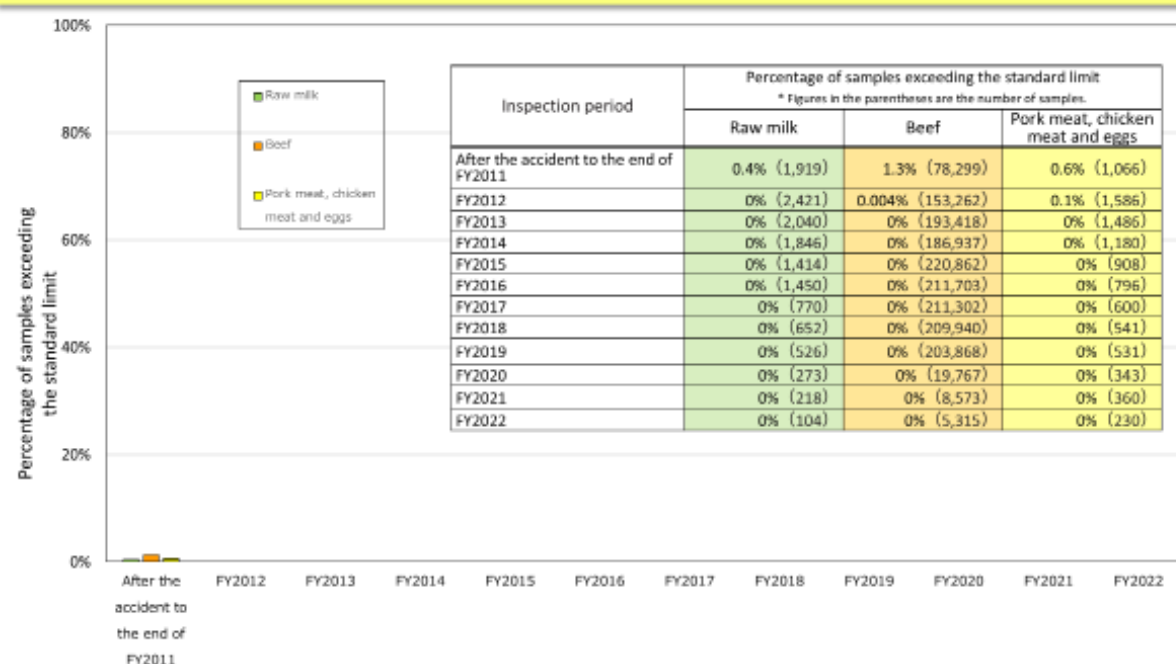 100%
80%
60%
40%
20%
0%
Percentage of samples exceeding
the standard limit
Raw milk
Beef
Pork meat, chicken
meat and eggs
Inspection period
Percentage of samples exceeding the standard limit
* Figures in the parentheses are the number of samples.
Raw milk Beef Pork meat, chicken
meat and eggs
After the accident to the end of
FY2011 0.4% (1,919) 1.3% (78,299) 0.6% (1,066)
FY2012 0% (2,421) 0.004% (153,262) 0.1% (1,586)
FY2013 0% (2,040) 0% (193,418) 0% (1,486)
FY2014 0% (1,846) 0% (186,937) 0% (1,180)
FY2015 0% (1,414) 0% (220,862) 0% (908)
FY2016 0% (1,450) 0% (211,703) 0% (796)
FY2017 0% (770) 0% (211,302) 0% (600)
FY2018 0% (652) 0% (209,940) 0% (541)
FY2019 0% (526) 0% (203,868) 0% (531)
FY2020 0% (273) 0% (19,767) 0% (343)
FY2021 0% (218) 0% (8,573) 0% (360)
FY2022 0% (104) 0% (5,315) 0% (230)
After the
accident to
the end of
FY2011
FY2012 FY2013 FY2014 FY2015 FY2016 FY2017 FY2018 FY2019 FY2020 FY2021 FY2022